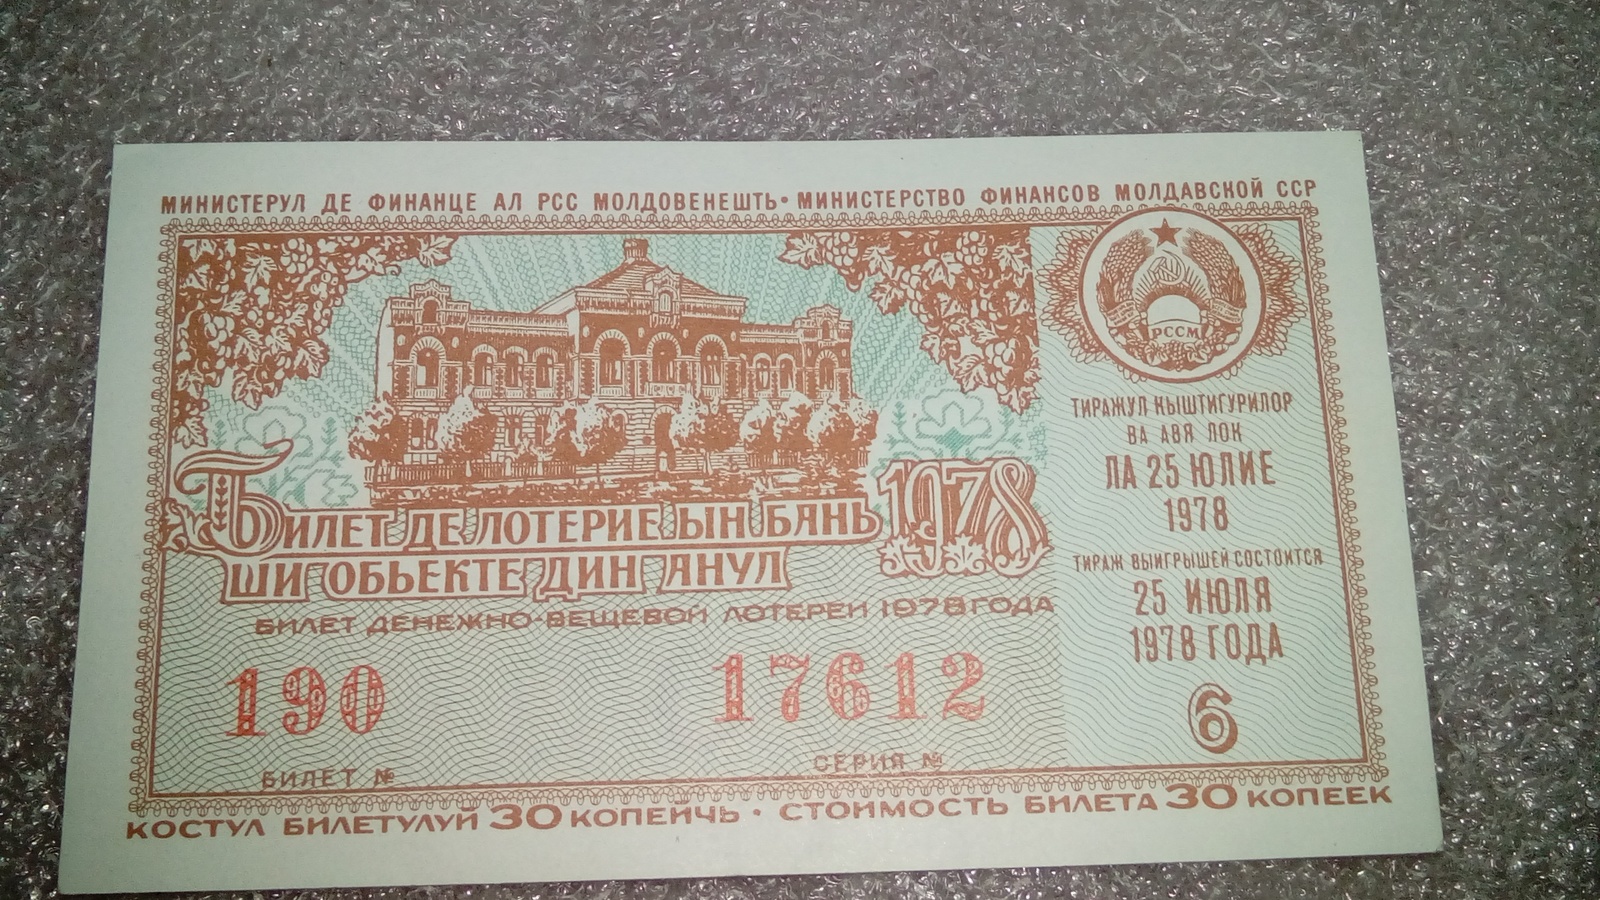 МИНИСТЕРУЛ ДЕ ФИНАНЦЕ АЛ РСС МОЛДОВЕНЕШТЬ • МИНИСТЕРСТВО ФИНАНСОВ МОЛДАВСКОЙ ССР
РССМ
ТИРАЖУЛ КЫШТИГУРИЛОР
ВА АВЯ ЛОК
ЛА 25 ЮЛИЕ
1978
ТИРАЖ ВЫИГРЫШЕЙ СОСТОИТСЯ
25 ИЮЛЯ
1978 ГОДА
6
БИЛЕТ ДЕ ЛОТЕРИЕ ЫН БАНЬ 1978
ШИ ОБЬЕКТЕ ДИН АНУЛ
БИЛЕТ ДЕНЕЖНО-ВЕЩЕВОЙ ЛОТЕРЕИ 1978 ГОДА
190 17612
БИЛЕТ № СЕРИЯ №
КОСТУЛ БИЛЕТУЛУЙ 30 КОПЕЙЧЬ • СТОИМОСТЬ БИЛЕТА 30 КОПЕЕК